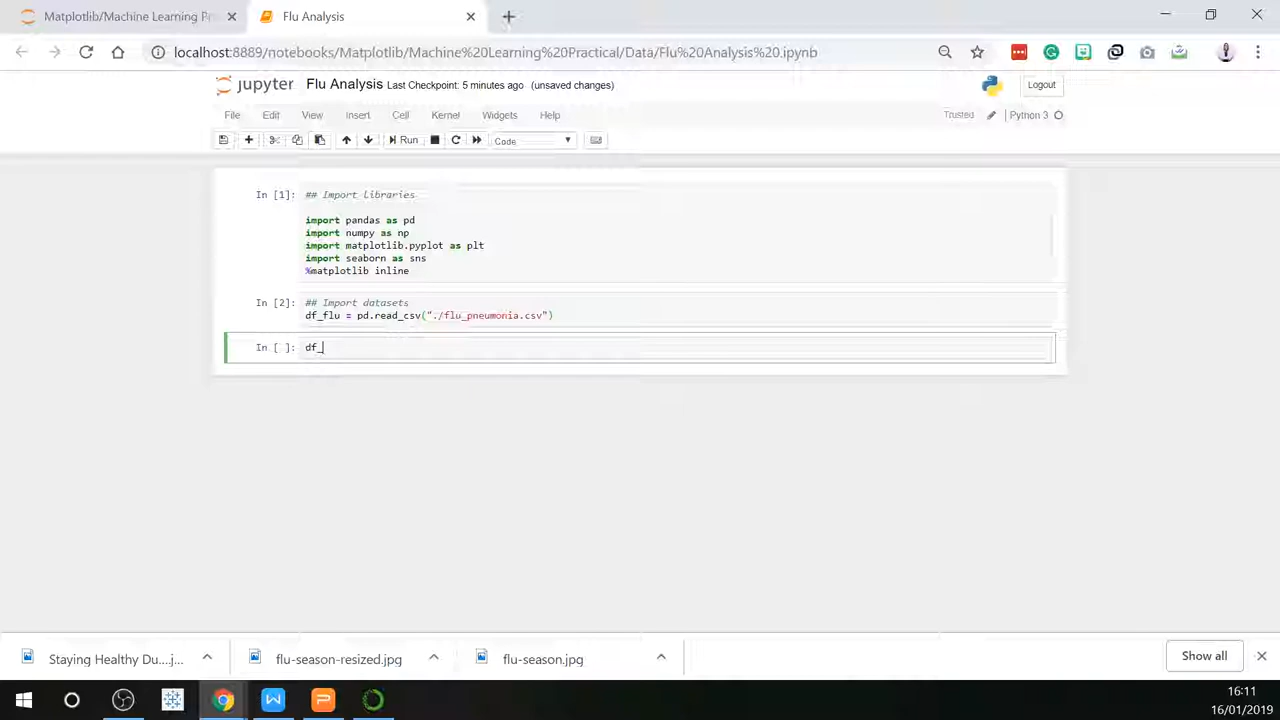 Matplotlib/Machine Learning Pr
Flu Analysis
localhost:8889/notebooks/Matplotlib/Machine%20Learning%20Practical/Data/Flu%20Analysis%20.ipynb
jupyter Flu Analysis Last Checkpoint: 5 minutes ago (unsaved changes)
Logout
File Edit View Insert Cell Kernel Widgets Help
Trusted Python 3
Run Code
In [1]: ## Import Libraries
import pandas as pd
import numpy as np
import matplotlib.pyplot as plt
import seaborn as sns
%matplotlib inline
In [2]: ## Import datasets
df_flu = pd.read_csv("./flu_pneumonia.csv")
In [ ]: df_
Staying Healthy Du....j...
flu-season-resized.jpg
flu-season.jpg
Show all
16:11
16/01/2019